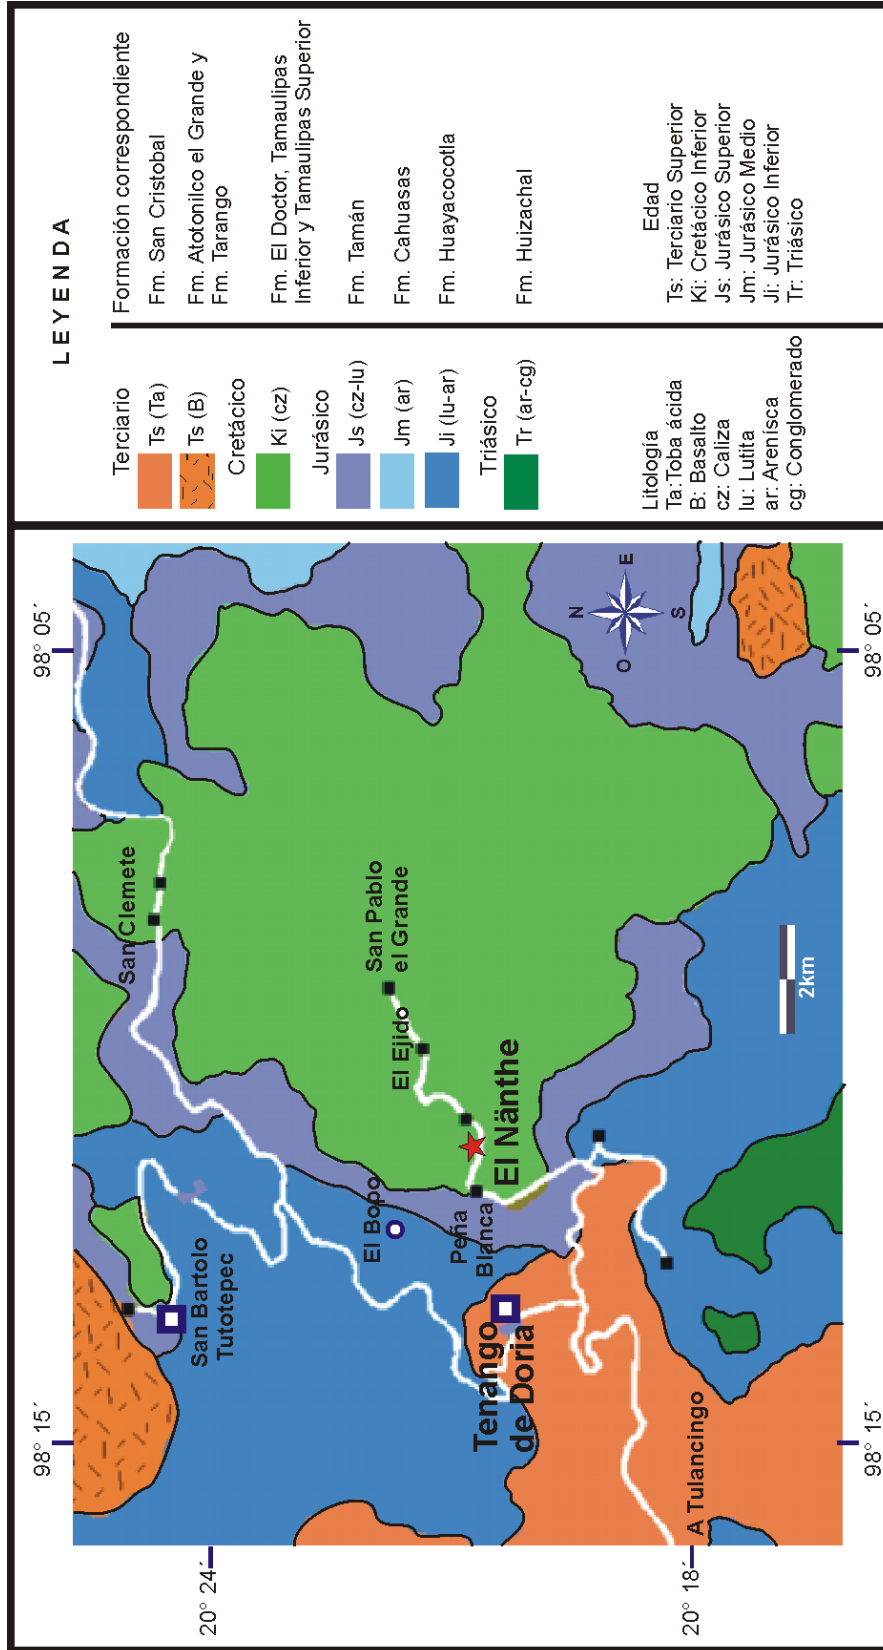 LEYENDA
Formación correspondiente
Terciario
Ts (Ta)
Fm. San Cristobal
Ts (B)
Fm. Atotonilco el Grande y
Fm. Tarango
Cretácico
Ki (cz)
Fm. El Doctor, Tamaulipas
Inferior y Tamaulipas Superior
Jurásico
Js (cz-lu)
Fm. Tamán
Jm (ar)
Fm. Cahuasas
Ji (lu-ar)
Fm. Huayacocotla
Triásico
Tr (ar-cg)
Fm. Huizachal
Litología
Ta: Toba ácida
B: Basalto
cz: Caliza
lu: Lutita
ar: Arenísca
cg: Conglomerado
Edad
Ts: Terciario Superior
Ki: Cretácico Inferior
Js: Jurásico Superior
Jm: Jurásico Medio
Ji: Jurásico Inferior
Tr: Triásico
98° 15´
98° 05´
20° 24´
20° 18´
San Clemete
San Bartolo
Tutotepec
El Bopo
San Pablo
el Grande
El Ejido
El Nänthe
Peña
Blanca
Tenango
de Doria
A Tulancingo
2km
N
E
S
O
98° 15´
98° 05´